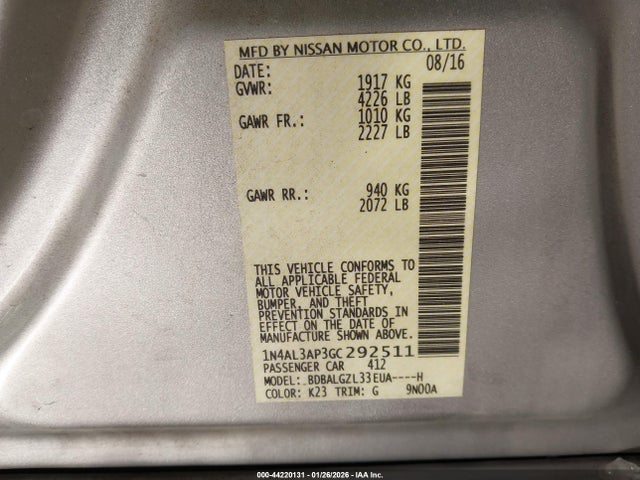 MFD BY NISSAN MOTOR CO., LTD.
DATE: 08/16
GVWR: 1917 KG
4226 LB
GAWR FR.: 1010 KG
2227 LB
GAWR RR.: 940 KG
2072 LB
THIS VEHICLE CONFORMS TO
ALL APPLICABLE FEDERAL
MOTOR VEHICLE SAFETY,
BUMPER, AND THEFT
PREVENTION STANDARDS IN
EFFECT ON THE DATE OF
MANUFACTURE SHOWN ABOVE.
1N4AL3AP3GC292511
PASSENGER CAR 412
MODEL: BDBALGZL33EUA----H
COLOR: K23 TRIM: G 9N00A
000-44220131 - 01/26/2026 - IAA Inc.